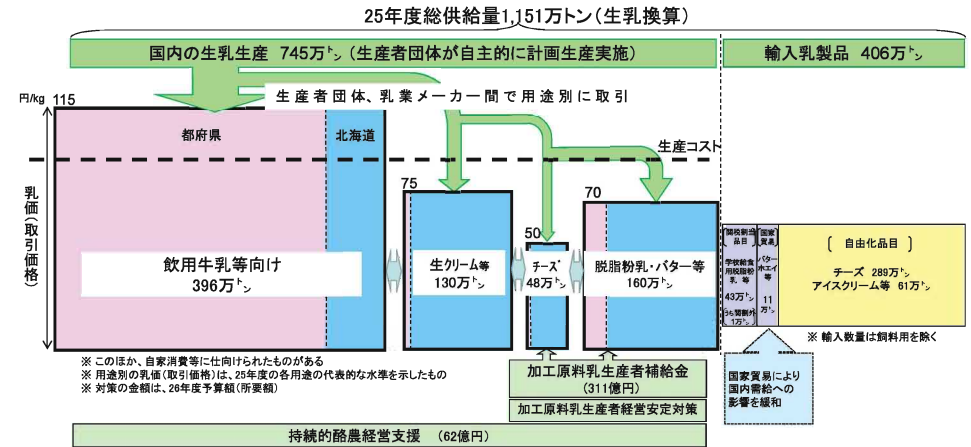 25年度総供給量1,151万トン（生乳換算）
国内の生乳生産 745万トン （生産者団体が自主的に計画生産実施）
輸入乳製品 406万トン
円/kg
115
生産者団体、乳業メーカー間で用途別に取引
都府県
北海道
生産コスト
乳価（取引価格）
75
70
50
飲用牛乳等向け
396万トン
生クリーム等
130万トン
チーズ
48万トン
脱脂粉乳・バター等
160万トン
関税割当
品目
学校給食
用脱脂粉
乳 等
43万トン
うち関割外
1万トン
国家
貿易
バター
ホエイ
等
11
万トン
〔 自由化品目 〕
チーズ 289万トン
アイスクリーム等 61万トン
※ 輸入数量は飼料用を除く
※ このほか、自家消費等に仕向けられたものがある
※ 用途別の乳価（取引価格）は、25年度の各用途の代表的な水準を示したもの
※ 対策の金額は、26年度予算額（所要額）
加工原料乳生産者補給金
（311億円）
加工原料乳生産者経営安定対策
国家貿易により
国内需給への
影響を緩和
持続的酪農経営支援 （62億円）